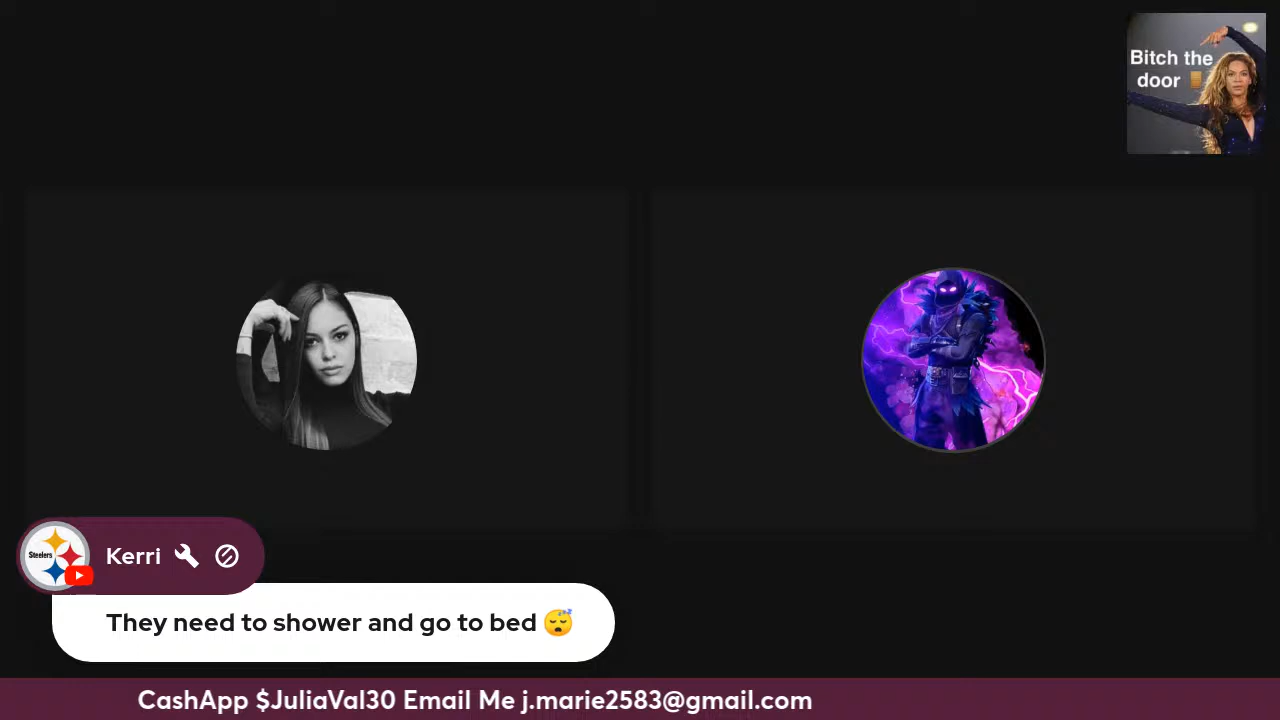 Bitch the
door
Steelers
Kerri
They need to shower and go to bed 😴
CashApp $JuliaVal30 Email Me j.marie2583@gmail.com